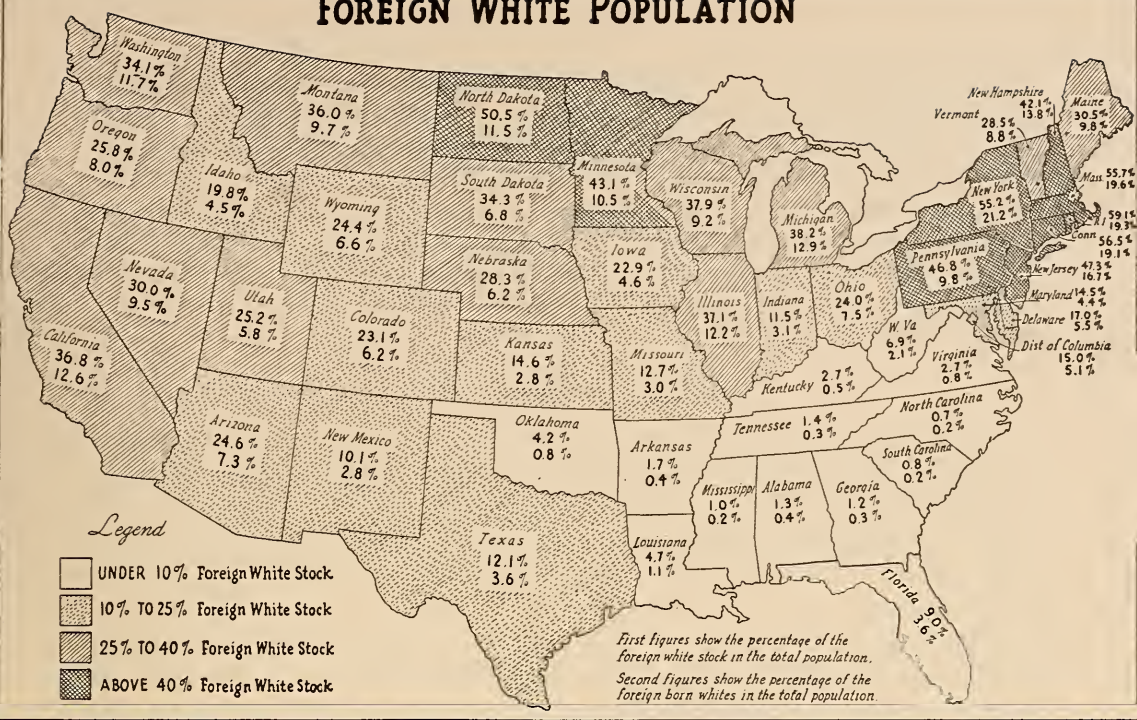 FOREIGN WHITE POPULATION
Washington
34.1%
11.7%
Oregon
25.8%
8.0%
California
36.8%
12.6%
Nevada
30.0%
9.5%
Idaho
19.8%
4.5%
Montana
36.0%
9.7%
Wyoming
24.4%
6.6%
Utah
25.2%
5.8%
Colorado
23.1%
6.2%
Arizona
24.6%
7.3%
New Mexico
10.1%
2.8%
North Dakota
50.5%
11.5%
South Dakota
34.3%
6.8%
Nebraska
28.3%
6.2%
Kansas
14.6%
2.8%
Oklahoma
4.2%
0.8%
Texas
12.1%
3.6%
Minnesota
43.1%
10.5%
Iowa
22.9%
4.6%
Missouri
12.7%
3.0%
Arkansas
1.7%
0.4%
Louisiana
4.7%
1.1%
Wisconsin
37.9%
9.2%
Illinois
37.1%
12.2%
Michigan
38.2%
12.9%
Indiana
11.5%
3.1%
Ohio
24.0%
7.5%
Kentucky 2.7%
0.5%
Tennessee 1.4%
0.3%
Mississippi
1.0%
0.2%
Alabama
1.3%
0.4%
Georgia
1.2%
0.3%
Florida 9.0%
3.6%
South Carolina
0.8%
0.2%
North Carolina
0.7%
0.2%
Virginia
2.7%
0.8%
W. Va
6.9%
2.1%
Pennsylvania
46.8%
9.8%
New York
55.2%
21.2%
Vermont 28.5%
8.8%
New Hampshire
42.1%
13.8%
Maine
30.5%
9.8%
Mass 55.7%
19.6%
R I 59.1%
19.3%
Conn 56.5%
19.1%
New Jersey 47.3%
16.7%
Maryland 14.5%
4.4%
Delaware 17.0%
5.5%
Dist of Columbia
15.0%
5.1%
Legend
UNDER 10% Foreign White Stock
10% TO 25% Foreign White Stock
25% TO 40% Foreign White Stock
ABOVE 40% Foreign White Stock
First figures show the percentage of the
foreign white stock in the total population.
Second figures show the percentage of the
foreign born whites in the total population.